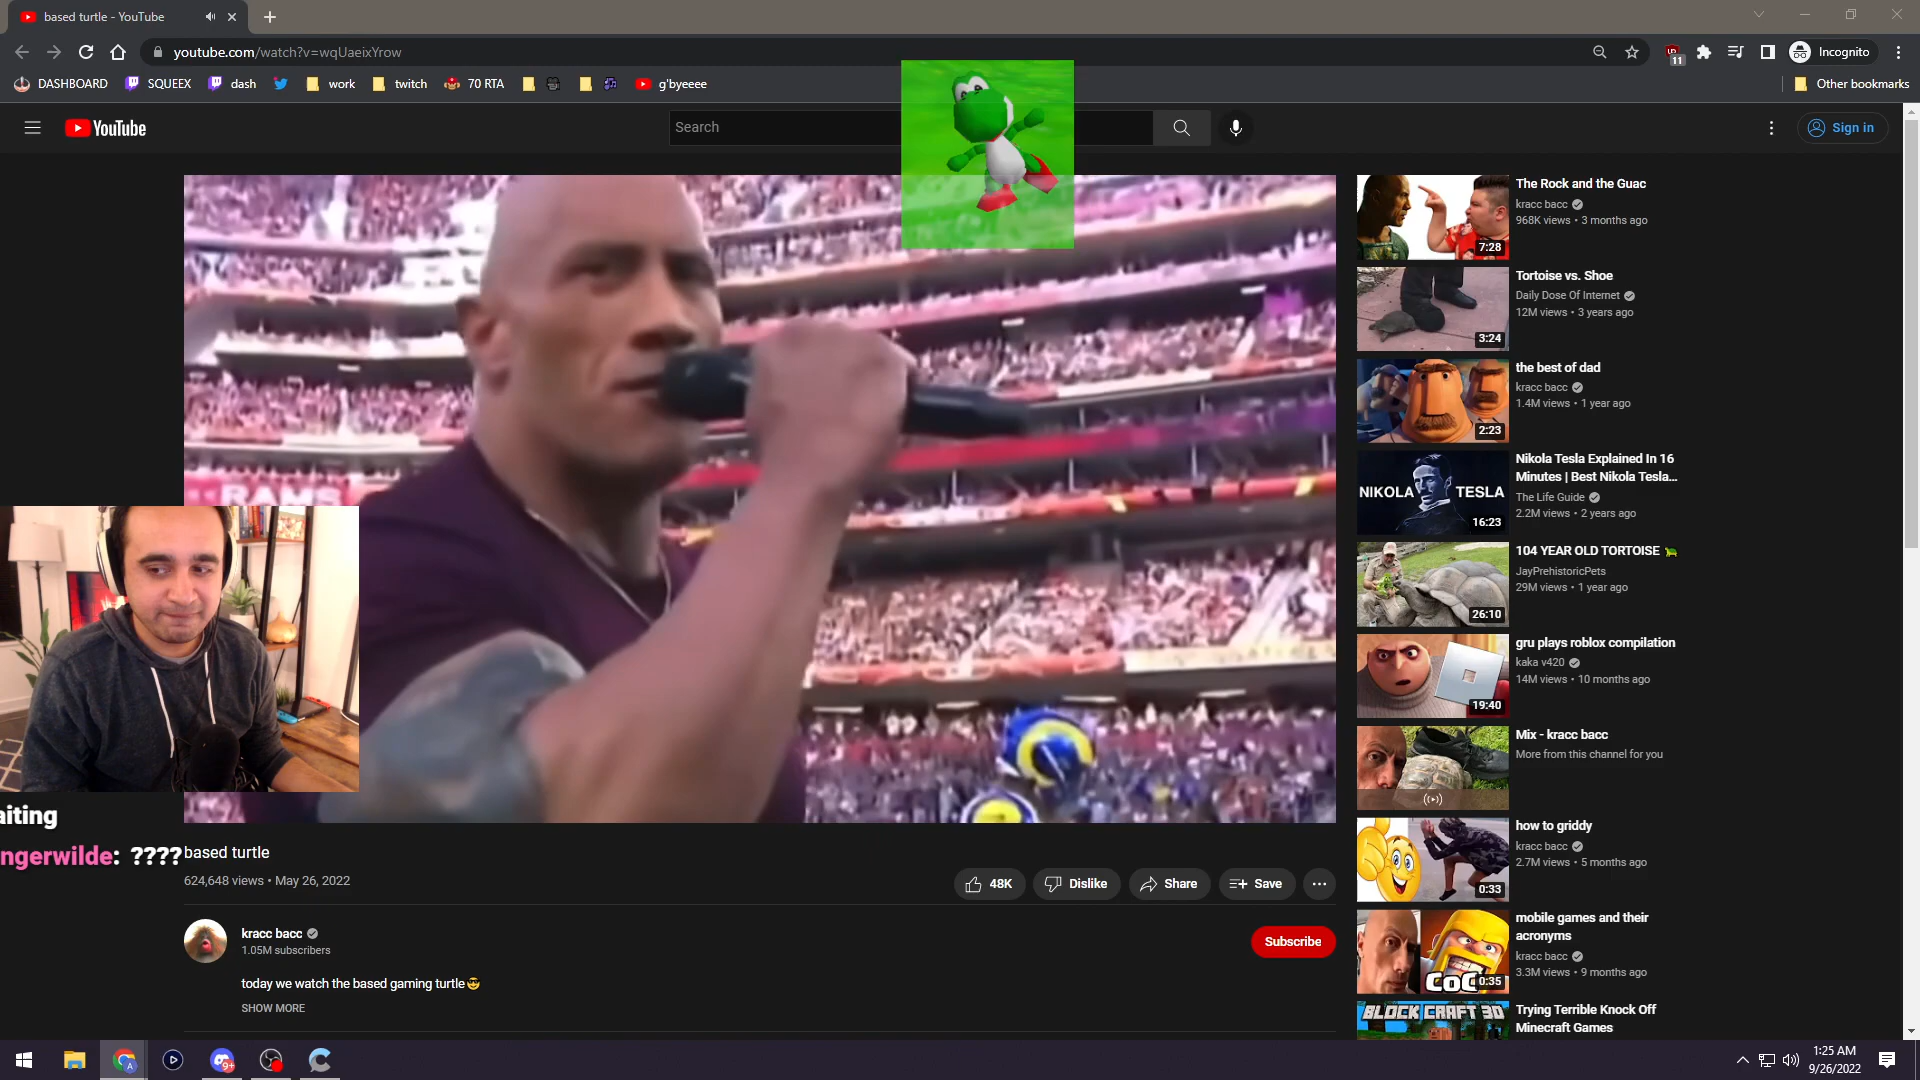 based turtle - YouTube
youtube.com/watch?v=wqUaeixYrow
11
Incognito
DASHBOARD
SQUEEX
dash
work
twitch
70 RTA
g'byeeee
Other bookmarks
YouTube
Search
Sign in
RAMS
aiting
ngerwilde: ????
based turtle
624,648 views • May 26, 2022
48K
Dislike
Share
Save
kracc bacc
1.05M subscribers
Subscribe
today we watch the based gaming turtle😎
SHOW MORE
7:28
The Rock and the Guac
kracc bacc
968K views • 3 months ago
3:24
Tortoise vs. Shoe
Daily Dose Of Internet
12M views • 3 years ago
2:23
the best of dad
kracc bacc
1.4M views • 1 year ago
NIKOLA TESLA
16:23
Nikola Tesla Explained In 16
Minutes | Best Nikola Tesla...
The Life Guide
2.2M views • 2 years ago
26:10
104 YEAR OLD TORTOISE 🐢
JayPrehistoricPets
29M views • 1 year ago
19:40
gru plays roblox compilation
kaka v420
14M views • 10 months ago
Mix - kracc bacc
More from this channel for you
0:33
how to griddy
kracc bacc
2.7M views • 5 months ago
COC
0:35
mobile games and their
acronyms
kracc bacc
3.3M views • 9 months ago
BLOCK CRAFT 3D
Trying Terrible Knock Off
Minecraft Games
9+
1:25 AM
9/26/2022